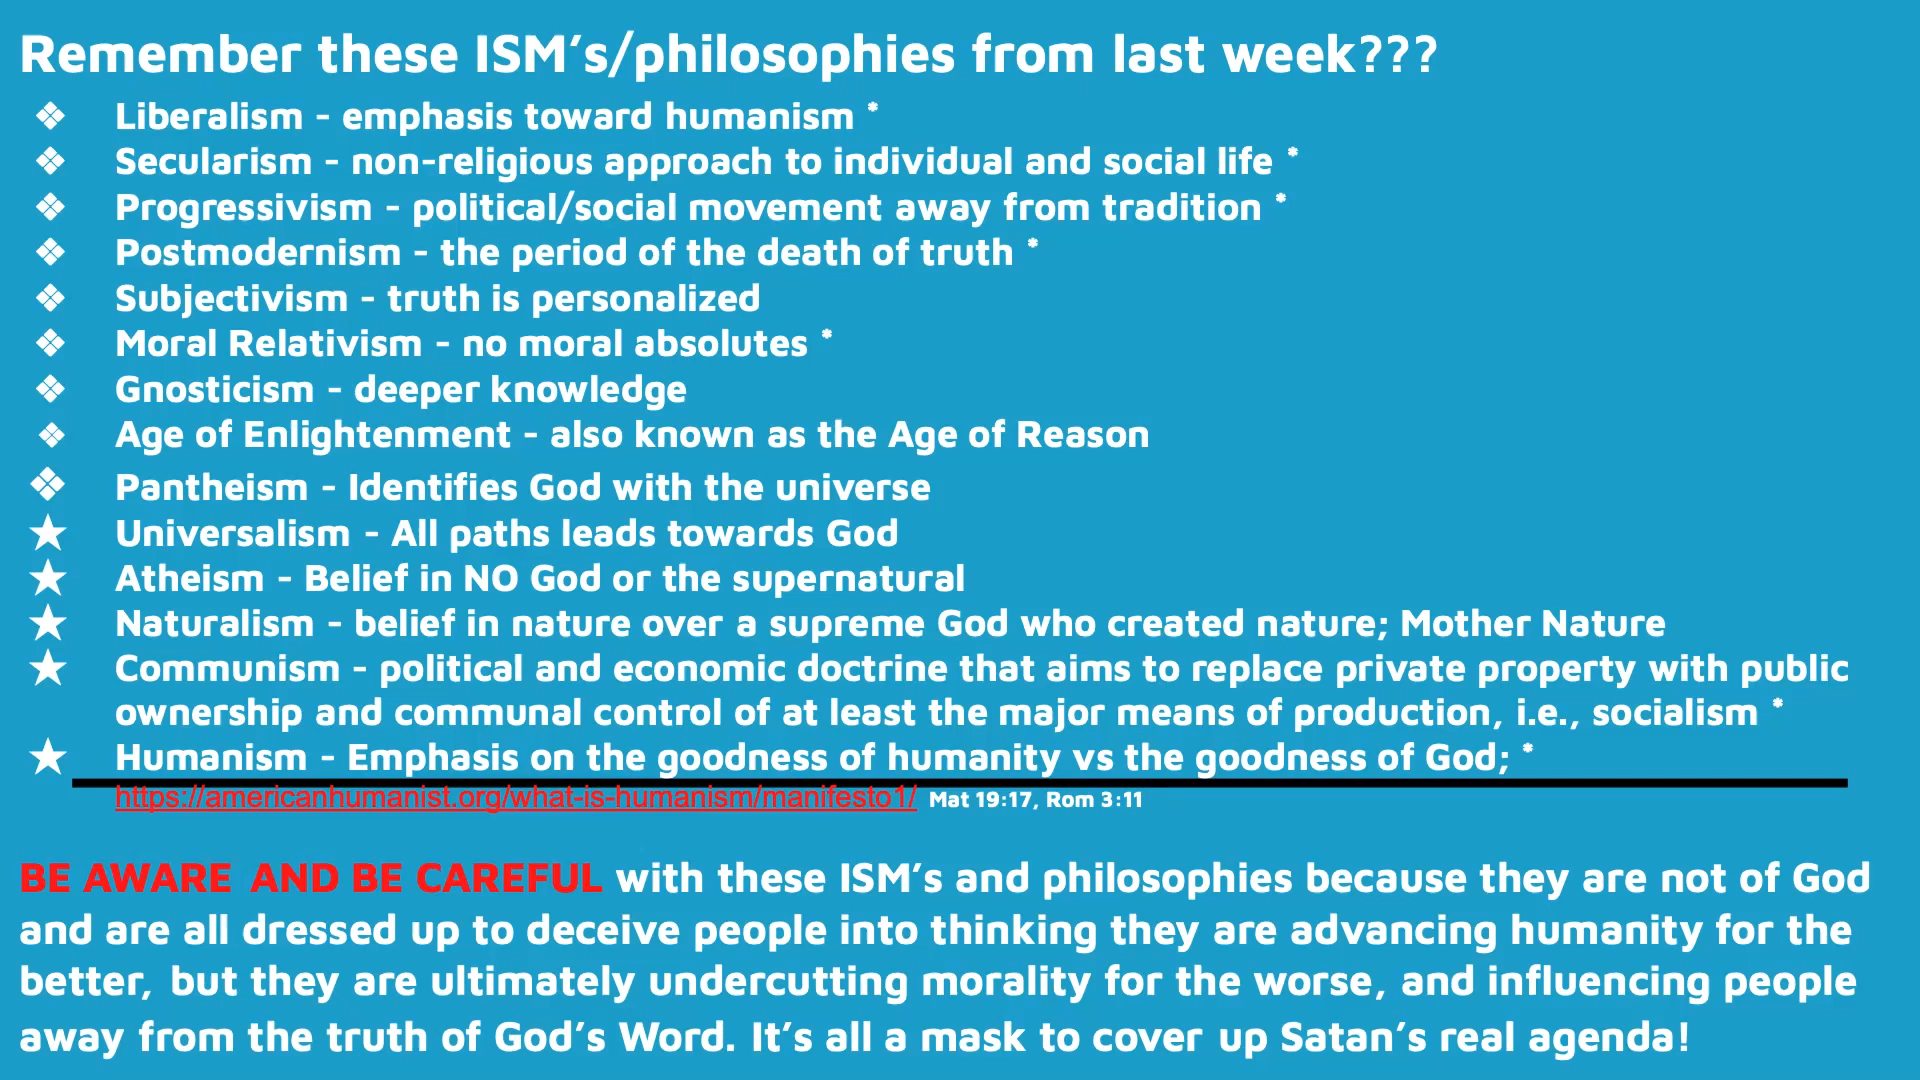 Remember these ISM's/philosophies from last week???
❖ Liberalism - emphasis toward humanism *
❖ Secularism - non-religious approach to individual and social life *
❖ Progressivism - political/social movement away from tradition *
❖ Postmodernism - the period of the death of truth *
❖ Subjectivism - truth is personalized
❖ Moral Relativism - no moral absolutes *
❖ Gnosticism - deeper knowledge
❖ Age of Enlightenment - also known as the Age of Reason
❖ Pantheism - Identifies God with the universe
★ Universalism - All paths leads towards God
★ Atheism - Belief in NO God or the supernatural
★ Naturalism - belief in nature over a supreme God who created nature; Mother Nature
★ Communism - political and economic doctrine that aims to replace private property with public
ownership and communal control of at least the major means of production, i.e., socialism *
★ Humanism - Emphasis on the goodness of humanity vs the goodness of God; *
https://americanhumanist.org/what-is-humanism/manifesto1/ Mat 19:17, Rom 3:11
BE AWARE AND BE CAREFUL with these ISM's and philosophies because they are not of God
and are all dressed up to deceive people into thinking they are advancing humanity for the
better, but they are ultimately undercutting morality for the worse, and influencing people
away from the truth of God's Word. It's all a mask to cover up Satan's real agenda!